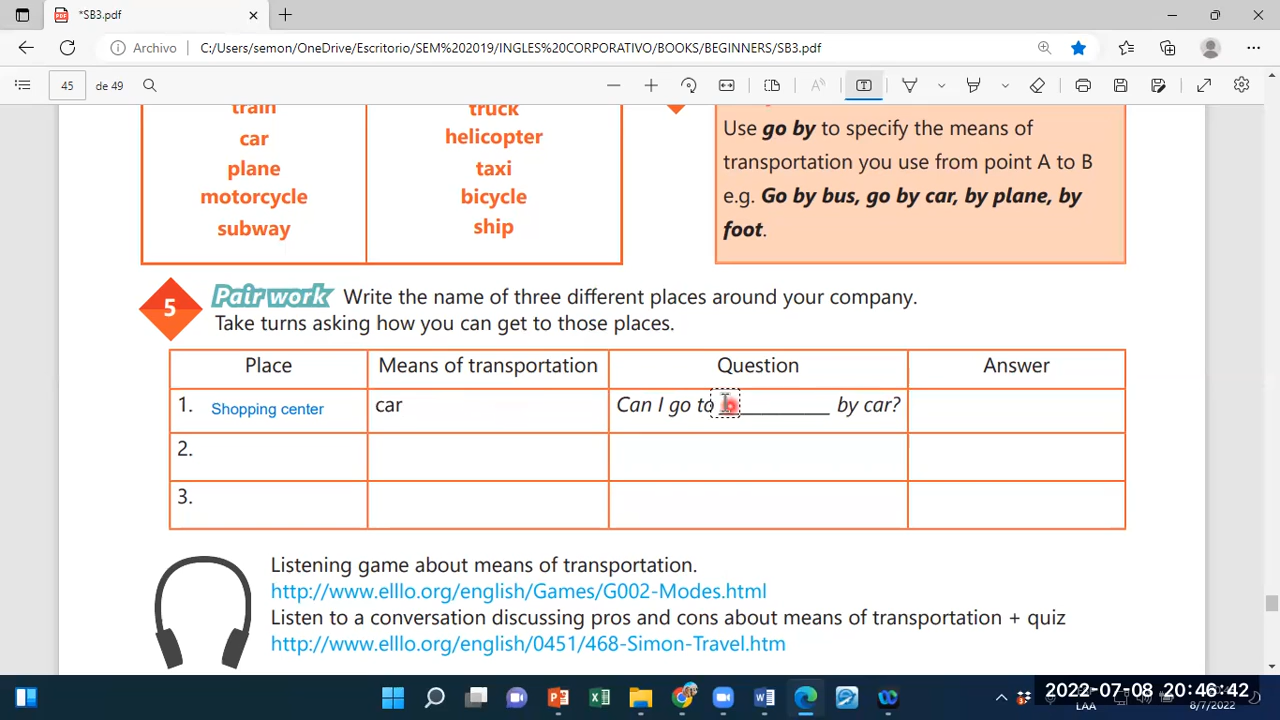 *SB3.pdf
Archivo C:/Users/semon/OneDrive/Escritorio/SEM%202019/INGLES%20CORPORATIVO/BOOKS/BEGINNERS/SB3.pdf
45 de 49
train truck
car helicopter
plane taxi
motorcycle bicycle
subway ship
Use go by to specify the means of
transportation you use from point A to B
e.g. Go by bus, go by car, by plane, by
foot.
5 Pair work Write the name of three different places around your company.
Take turns asking how you can get to those places.
Place Means of transportation Question Answer
1. Shopping center car Can I go to ___________ by car?
2.
3.
Listening game about means of transportation.
http://www.elllo.org/english/Games/G002-Modes.html
Listen to a conversation discussing pros and cons about means of transportation + quiz
http://www.elllo.org/english/0451/468-Simon-Travel.htm
2022-07-08 20:46:42
LAA 8/7/2022